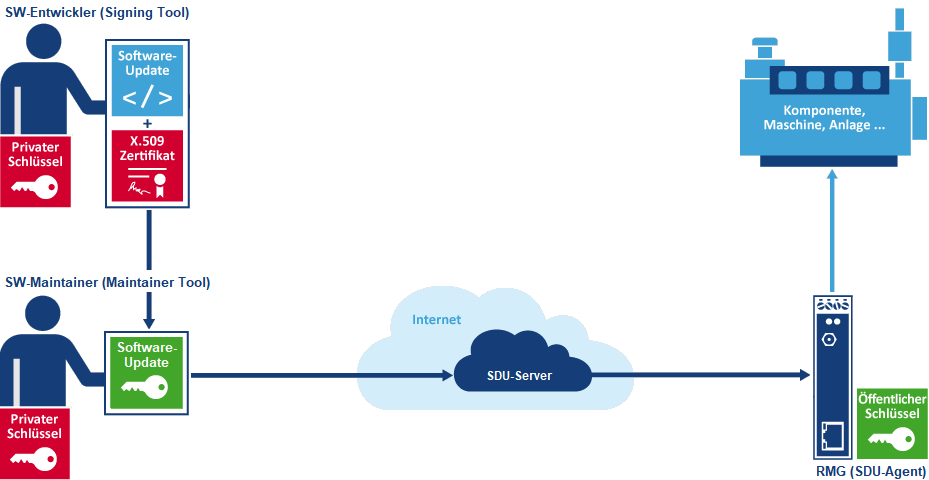 SW-Entwickler (Signing Tool)
Software-
Update
</>
+
X.509
Zertifikat
Privater
Schlüssel
SW-Maintainer (Maintainer Tool)
Software-
Update
Privater
Schlüssel
Internet
SDU-Server
Komponente,
Maschine, Anlage ...
Öffentlicher
Schlüssel
RMG (SDU-Agent)